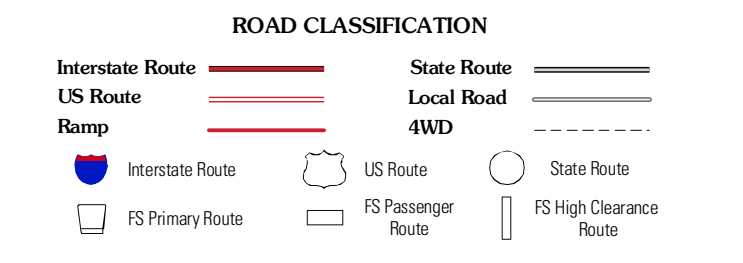 ROAD CLASSIFICATION
Interstate Route
State Route
US Route
Local Road
Ramp
4WD
Interstate Route
US Route
State Route
FS Primary Route
FS Passenger
Route
FS High Clearance
Route